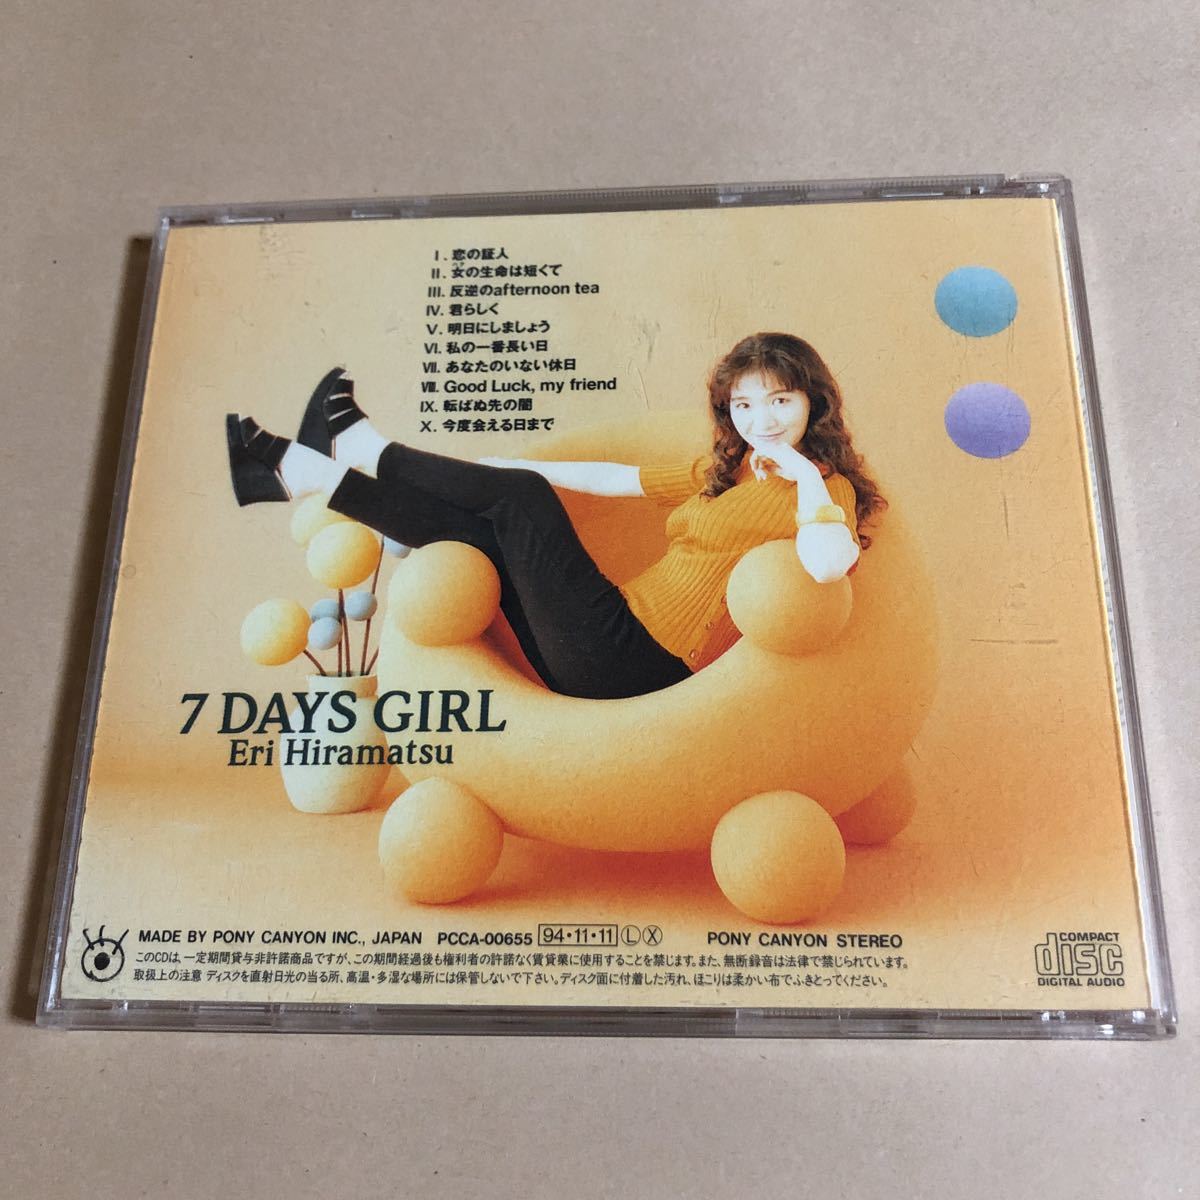 I. 恋の証人
II. 女の生命は短くて
III. 反逆のafternoon tea
IV. 君らしく
V. 明日にしましょう
VI. 私の一番長い日
VII. あなたのいない休日
VIII. Good Luck, my friend
IX. 転ばぬ先の闇
X. 今度会える日まで
7 DAYS GIRL
Eri Hiramatsu
MADE BY PONY CANYON INC., JAPAN PCCA-00655 94・11・11 Ⓛ Ⓧ PONY CANYON STEREO
このCDは、一定期間貸与非許諾商品ですが、この期間経過後も権利者の許諾なく賃貸業に使用することを禁じます。また、無断録音は法律で禁じられています。
取扱上の注意 ディスクを直射日光の当る所、高温・多湿な場所には保管しないで下さい。ディスク面に付着した汚れ、ほこりは柔かい布でふきとってください。
COMPACT
disc
DIGITAL AUDIO